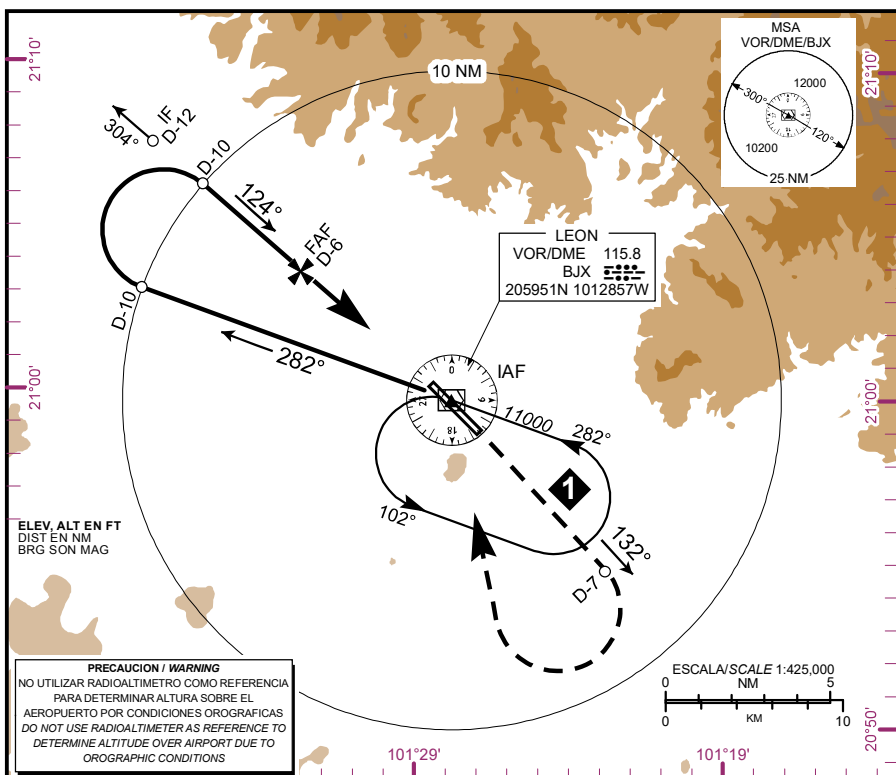 21°10'
10 NM
MSA
VOR/DME/BJX
12000
300°
120°
10200
25 NM
21°10'
304°
IF
D-12
D-10
124°
FAF
D-6
LEON
VOR/DME 115.8
BJX
205951N 1012857W
D-10
282°
21°00'
0
6
18
IAF
11000
282°
21°00'
102°
1
132°
D-7
ELEV, ALT EN FT
DIST EN NM
BRG SON MAG
PRECAUCION / WARNING
NO UTILIZAR RADIOALTIMETRO COMO REFERENCIA
PARA DETERMINAR ALTURA SOBRE EL
AEROPUERTO POR CONDICIONES OROGRAFICAS
DO NOT USE RADIOALTIMETER AS REFERENCE TO
DETERMINE ALTITUDE OVER AIRPORT DUE TO
OROGRAPHIC CONDITIONS
ESCALA/SCALE 1:425,000
0 NM 5
0 KM 10
20°50'
101°29'
101°19'